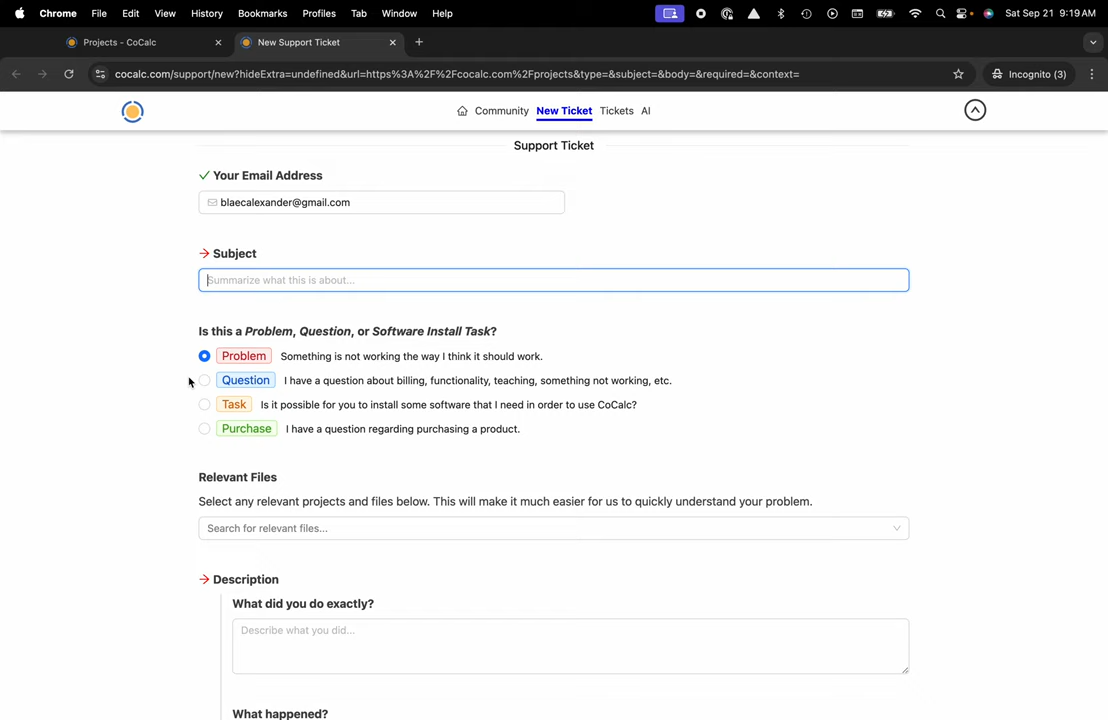 Chrome File Edit View History Bookmarks Profiles Tab Window Help Sat Sep 21 9:19 AM
Projects - CoCalc New Support Ticket
cocalc.com/support/new?hideExtra=undefined&url=https%3A%2F%2Fcocalc.com%2Fprojects&type=&subject=&body=&required=&context= Incognito (3)
Community New Ticket Tickets AI
Support Ticket
Your Email Address
blaecalexander@gmail.com
Subject
Summarize what this is about...
Is this a Problem, Question, or Software Install Task?
Problem Something is not working the way I think it should work.
Question I have a question about billing, functionality, teaching, something not working, etc.
Task Is it possible for you to install some software that I need in order to use CoCalc?
Purchase I have a question regarding purchasing a product.
Relevant Files
Select any relevant projects and files below. This will make it much easier for us to quickly understand your problem.
Search for relevant files...
Description
What did you do exactly?
Describe what you did...
What happened?